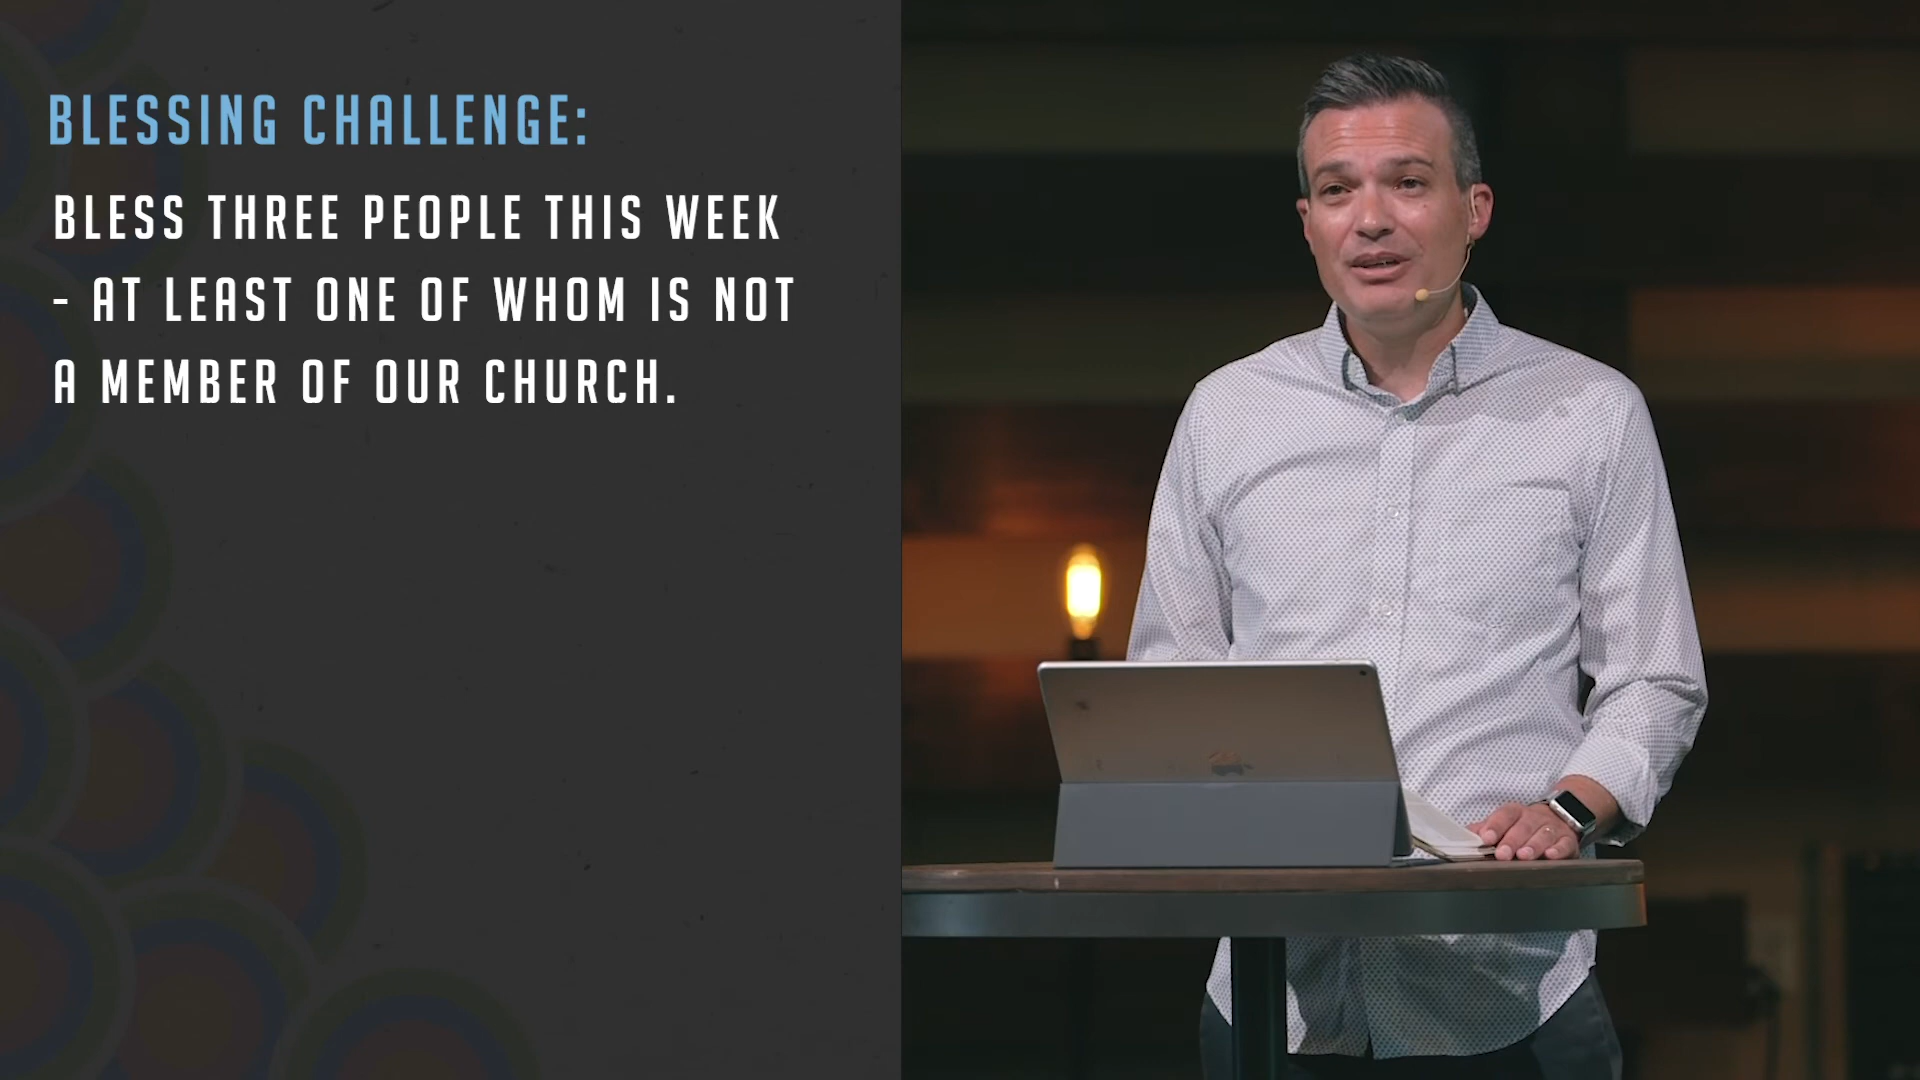 BLESSING CHALLENGE:
BLESS THREE PEOPLE THIS WEEK
- AT LEAST ONE OF WHOM IS NOT
A MEMBER OF OUR CHURCH.